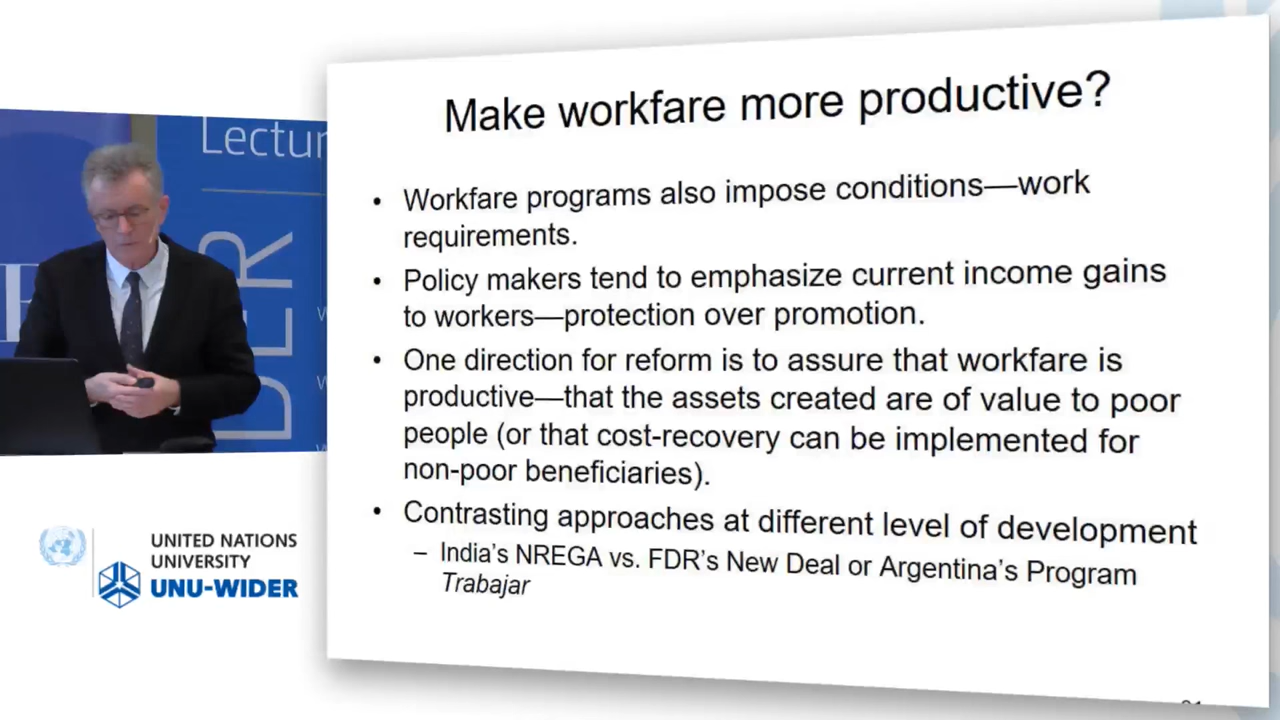 Lectur
DER
UNITED NATIONS
UNIVERSITY
UNU-WIDER
Make workfare more productive?
• Workfare programs also impose conditions—work
requirements.
• Policy makers tend to emphasize current income gains
to workers—protection over promotion.
• One direction for reform is to assure that workfare is
productive—that the assets created are of value to poor
people (or that cost-recovery can be implemented for
non-poor beneficiaries).
• Contrasting approaches at different level of development
– India's NREGA vs. FDR's New Deal or Argentina's Program
Trabajar